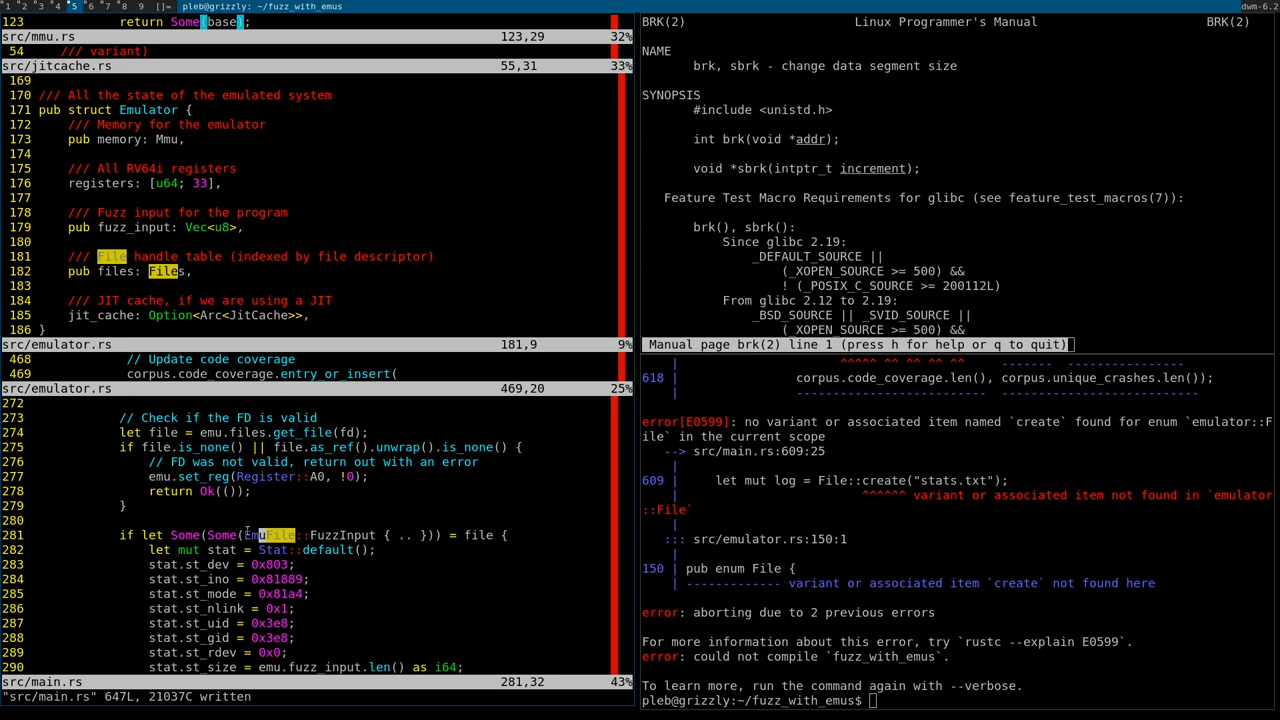 1 2 3 4 5 6 7 8 9 []= pleb@grizzly: ~/fuzz_with_emus dwm-6.2
123 return Some(base);
src/mmu.rs 123,29 32%
54 /// variant)
src/jitcache.rs 55,31 33%
169
170 /// All the state of the emulated system
171 pub struct Emulator {
172 /// Memory for the emulator
173 pub memory: Mmu,
174
175 /// All RV64i registers
176 registers: [u64; 33],
177
178 /// Fuzz input for the program
179 pub fuzz_input: Vec<u8>,
180
181 /// File handle table (indexed by file descriptor)
182 pub files: Files,
183
184 /// JIT cache, if we are using a JIT
185 jit_cache: Option<Arc<JitCache>>,
186 }
src/emulator.rs 181,9 9%
468 // Update code coverage
469 corpus.code_coverage.entry_or_insert(
src/emulator.rs 469,20 25%
272
273 // Check if the FD is valid
274 let file = emu.files.get_file(fd);
275 if file.is_none() || file.as_ref().unwrap().is_none() {
276 // FD was not valid, return out with an error
277 emu.set_reg(Register::A0, !0);
278 return Ok(());
279 }
280
281 if let Some(Some(EmuFile::FuzzInput { .. })) = file {
282 let mut stat = Stat::default();
283 stat.st_dev = 0x803;
284 stat.st_ino = 0x81889;
285 stat.st_mode = 0x81a4;
286 stat.st_nlink = 0x1;
287 stat.st_uid = 0x3e8;
288 stat.st_gid = 0x3e8;
289 stat.st_rdev = 0x0;
290 stat.st_size = emu.fuzz_input.len() as i64;
src/main.rs 281,32 43%
"src/main.rs" 647L, 21037C written
BRK(2) Linux Programmer's Manual BRK(2)
NAME
brk, sbrk - change data segment size
SYNOPSIS
#include <unistd.h>
int brk(void *addr);
void *sbrk(intptr_t increment);
Feature Test Macro Requirements for glibc (see feature_test_macros(7)):
brk(), sbrk():
Since glibc 2.19:
_DEFAULT_SOURCE ||
(_XOPEN_SOURCE >= 500) &&
! (_POSIX_C_SOURCE >= 200112L)
From glibc 2.12 to 2.19:
_BSD_SOURCE || _SVID_SOURCE ||
(_XOPEN_SOURCE >= 500) &&
Manual page brk(2) line 1 (press h for help or q to quit)
| ^^^^^ ^^ ^^ ^^ ^^ ------- ----------------
618 | corpus.code_coverage.len(), corpus.unique_crashes.len());
| -------------------------- ---------------------------
error[E0599]: no variant or associated item named `create` found for enum `emulator::F
ile` in the current scope
--> src/main.rs:609:25
|
609 | let mut log = File::create("stats.txt");
| ^^^^^^ variant or associated item not found in `emulator
::File`
|
::: src/emulator.rs:150:1
|
150 | pub enum File {
| ------------- variant or associated item `create` not found here
error: aborting due to 2 previous errors
For more information about this error, try `rustc --explain E0599`.
error: could not compile `fuzz_with_emus`.
To learn more, run the command again with --verbose.
pleb@grizzly:~/fuzz_with_emus$